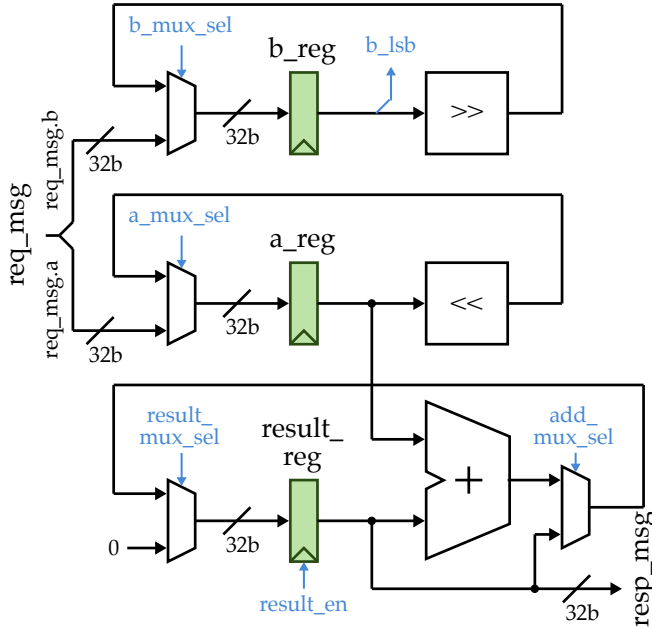 b_mux_sel
b_reg
b_lsb
>>
32b
32b
req_msg.b
req_msg
req_msg.a
a_mux_sel
a_reg
<<
32b
32b
result_
mux_sel
result_
reg
add_
mux_sel
+
0
32b
result_en
32b
resp_msg